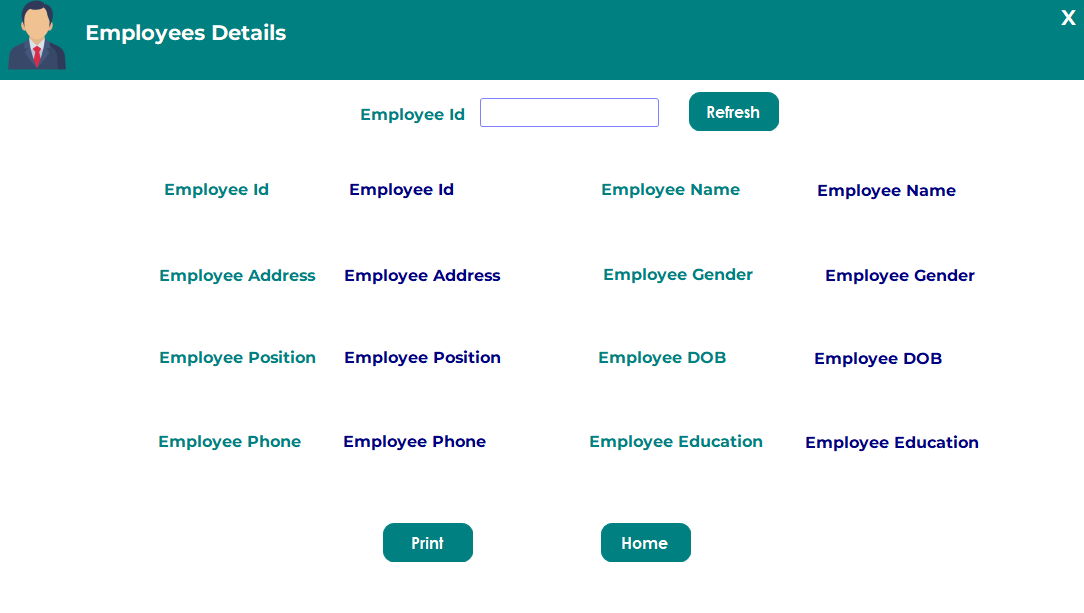 Employees Details X
Employee Id Refresh
Employee Id Employee Id Employee Name Employee Name
Employee Address Employee Address Employee Gender Employee Gender
Employee Position Employee Position Employee DOB Employee DOB
Employee Phone Employee Phone Employee Education Employee Education
Print Home